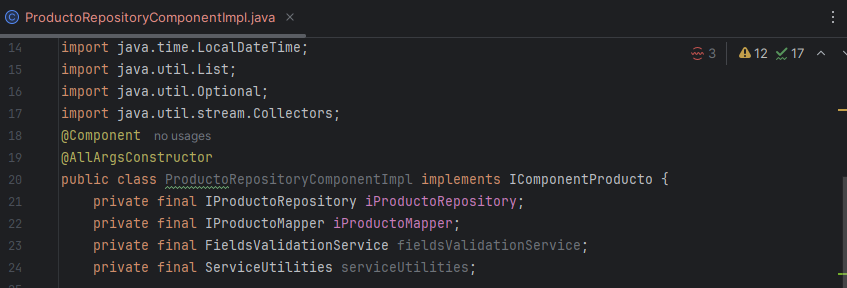 ProductoRepositoryComponentImpl.java
3 12 17
14 import java.time.LocalDateTime;
15 import java.util.List;
16 import java.util.Optional;
17 import java.util.stream.Collectors;
18 @Component no usages
19 @AllArgsConstructor
20 public class ProductoRepositoryComponentImpl implements IComponentProducto {
21 private final IProductoRepository iProductoRepository;
22 private final IProductoMapper iProductoMapper;
23 private final FieldsValidationService fieldsValidationService;
24 private final ServiceUtilities serviceUtilities;